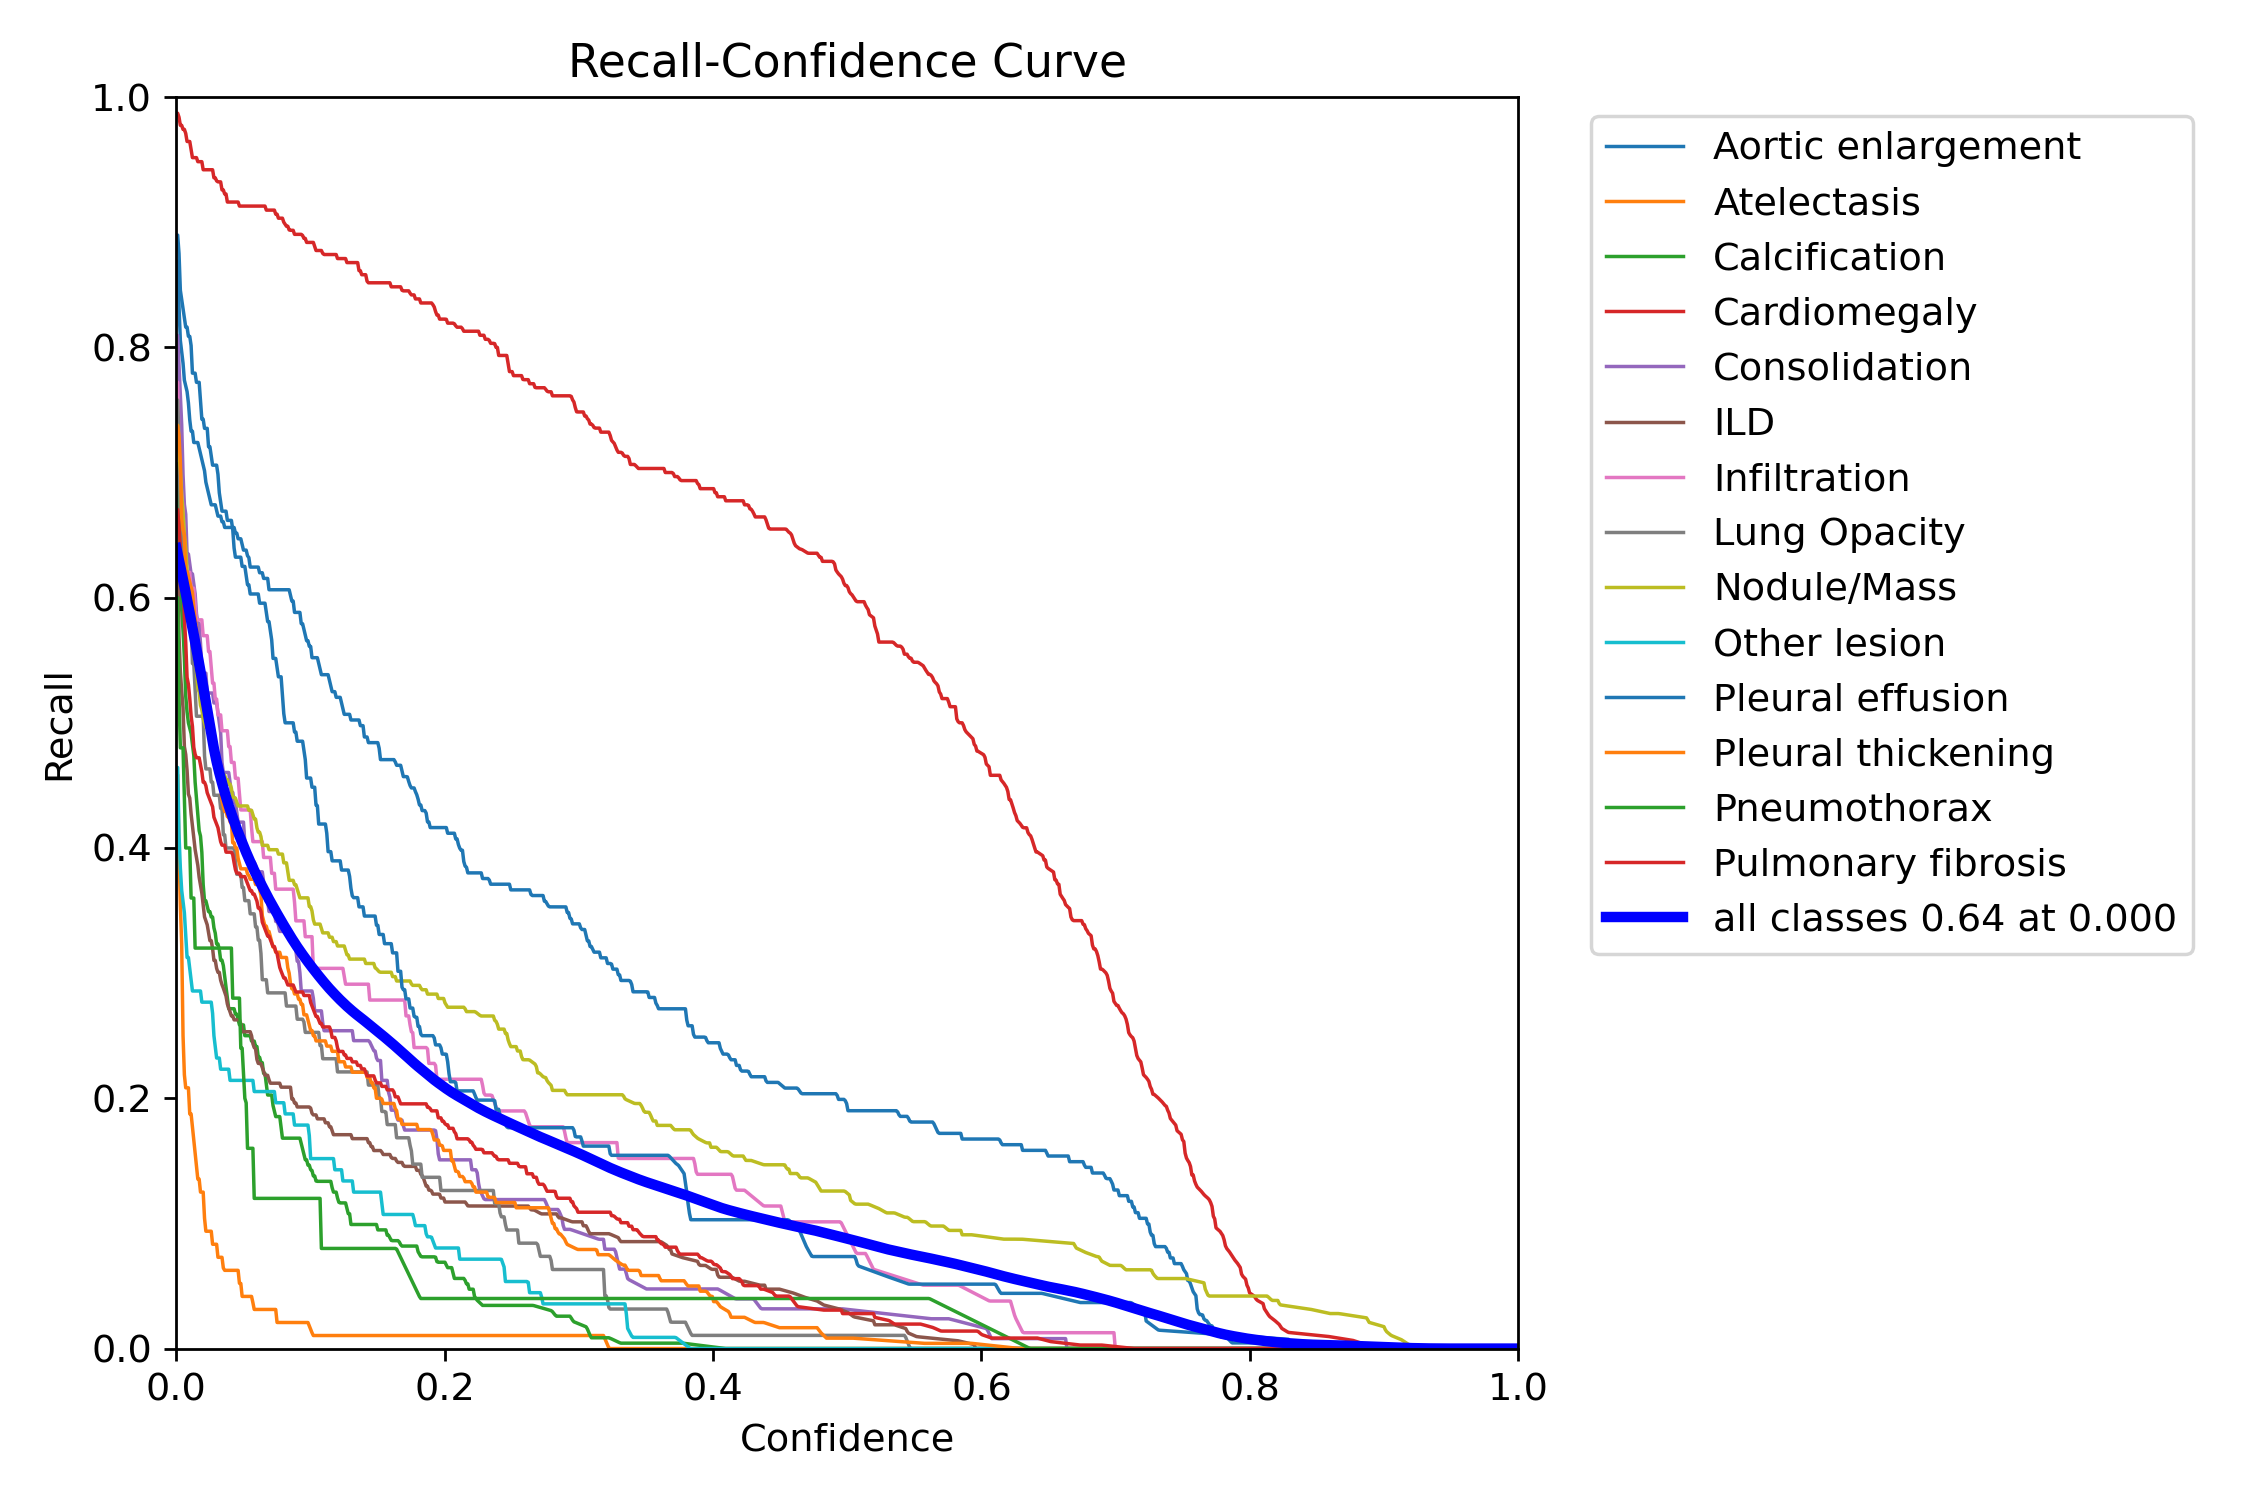 Recall-Confidence Curve
1.0
0.8
0.6
0.4
0.2
0.0
Recall
0.0 0.2 0.4 0.6 0.8 1.0
Confidence
Aortic enlargement
Atelectasis
Calcification
Cardiomegaly
Consolidation
ILD
Infiltration
Lung Opacity
Nodule/Mass
Other lesion
Pleural effusion
Pleural thickening
Pneumothorax
Pulmonary fibrosis
all classes 0.64 at 0.000